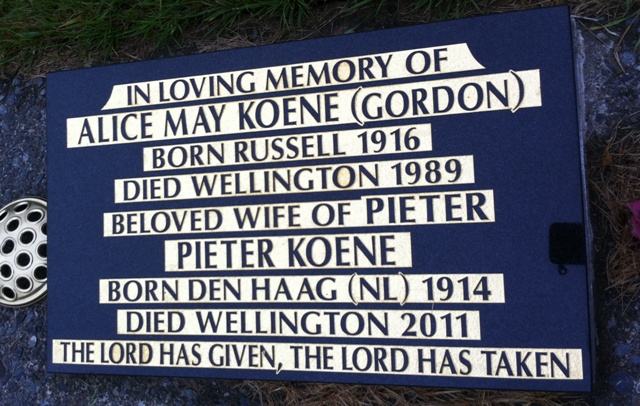 IN LOVING MEMORY OF
ALICE MAY KOENE (GORDON)
BORN RUSSELL 1916
DIED WELLINGTON 1989
BELOVED WIFE OF PIETER
PIETER KOENE
BORN DEN HAAG (NL) 1914
DIED WELLINGTON 2011
THE LORD HAS GIVEN, THE LORD HAS TAKEN